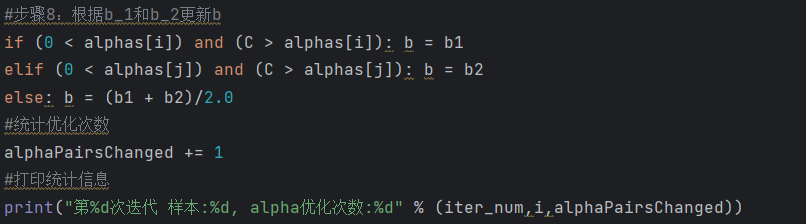 #步骤8：根据b_1和b_2更新b
if (0 < alphas[i]) and (C > alphas[i]): b = b1
elif (0 < alphas[j]) and (C > alphas[j]): b = b2
else: b = (b1 + b2)/2.0
#统计优化次数
alphaPairsChanged += 1
#打印统计信息
print("第%d次迭代 样本:%d, alpha优化次数:%d" % (iter_num,i,alphaPairsChanged))